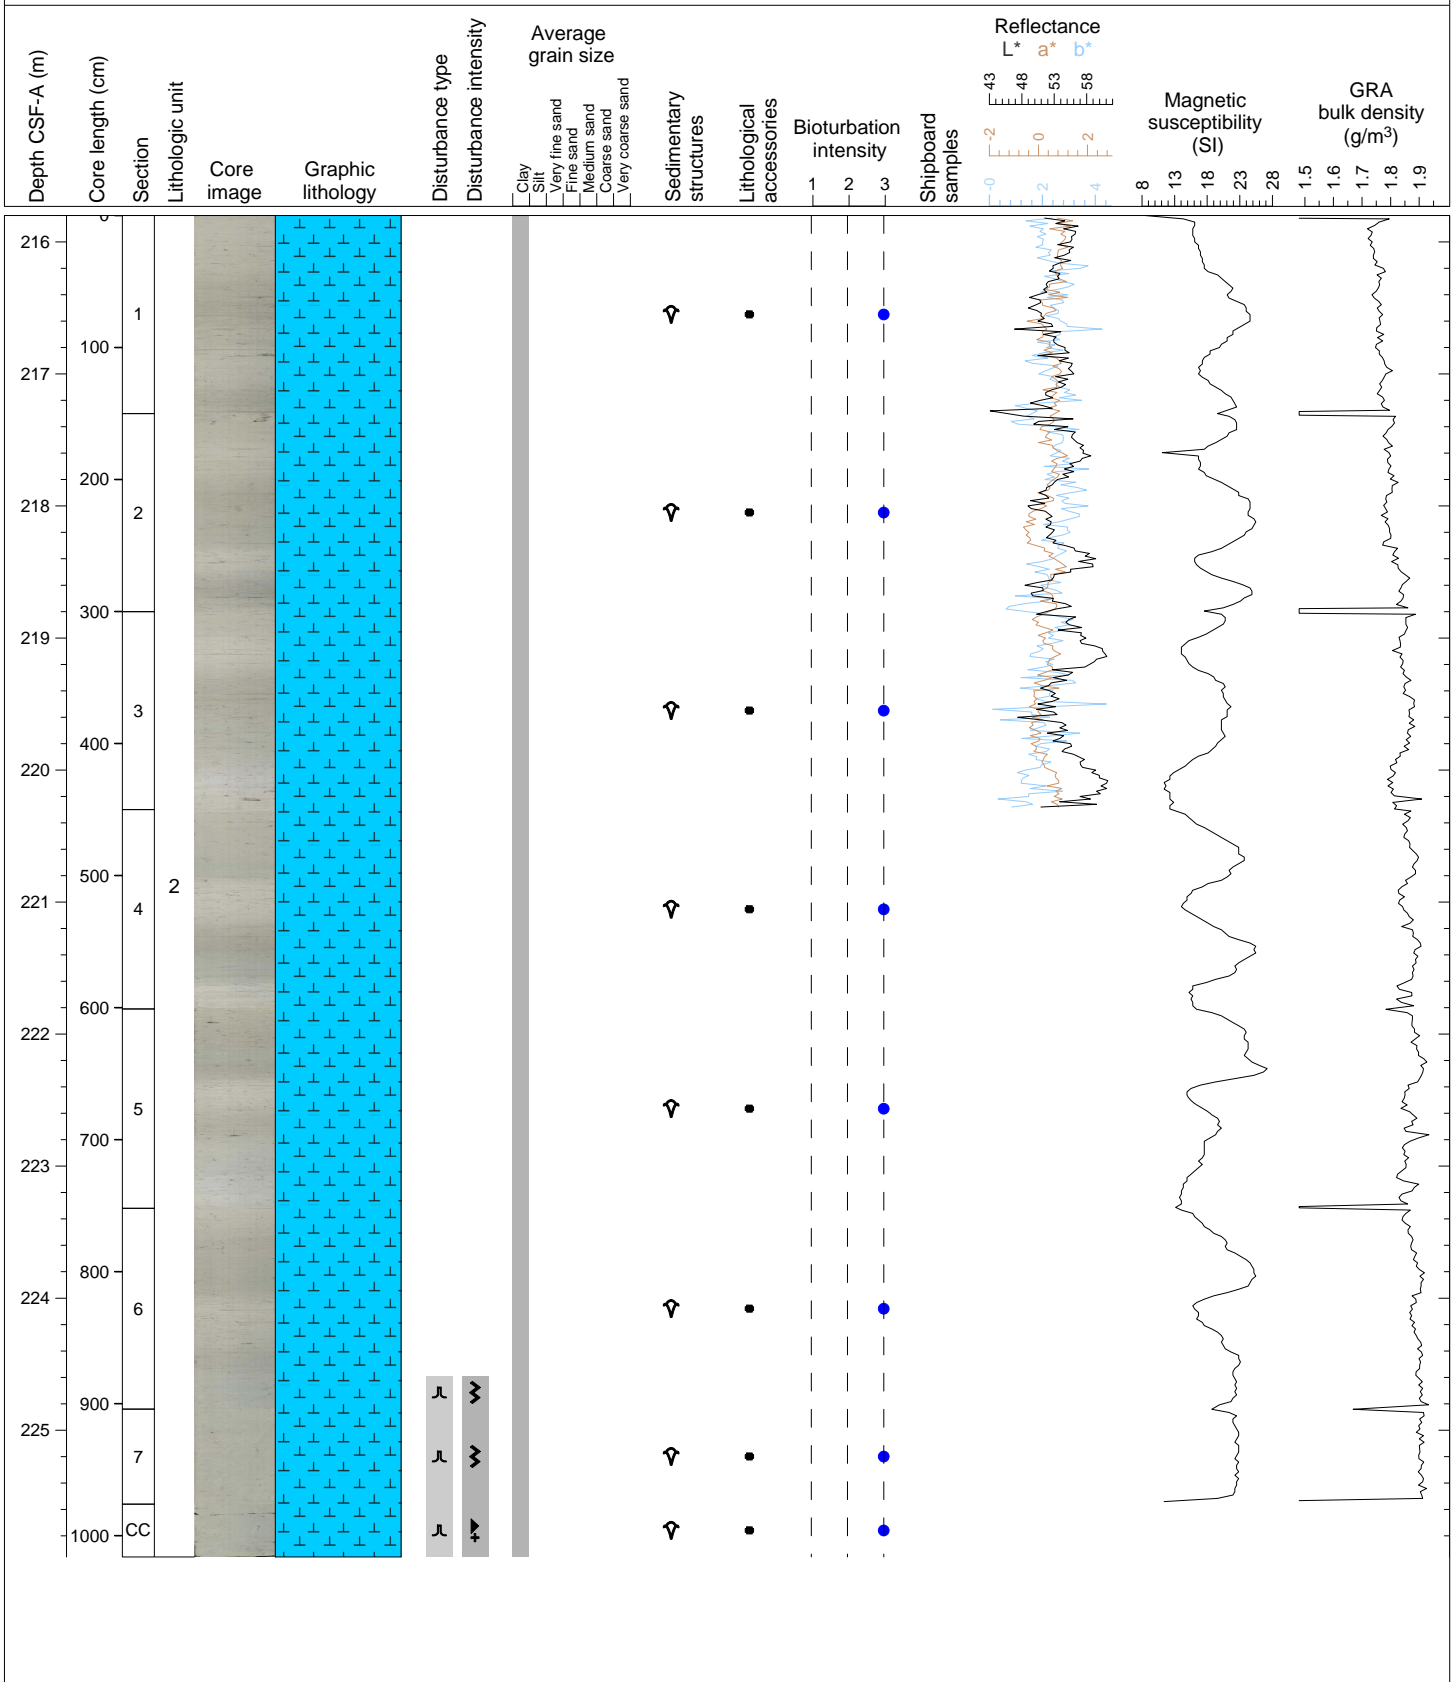 Depth CSF-A (m)
Core length (cm)
Section
Lithologic unit
Core
image
Graphic
lithology
Disturbance type
Disturbance intensity
Average
grain size
Clay
Silt
Very fine sand
Fine sand
Medium sand
Coarse sand
Very coarse sand
Sedimentary
structures
Lithological
accessories
Bioturbation
intensity
1 2 3
Shipboard
samples
Reflectance
L* a* b*
43 48 53 58
-2 0 2
-0 2 4
Magnetic
susceptibility
(SI)
8 13 18 23 28
GRA
bulk density
(g/m3)
1.5 1.6 1.7 1.8 1.9
0
216
1
100
217
200
218
2
300
219
3
400
220
500
2
221
4
600
222
5
700
223
800
224
6
900
225
7
1000
CC